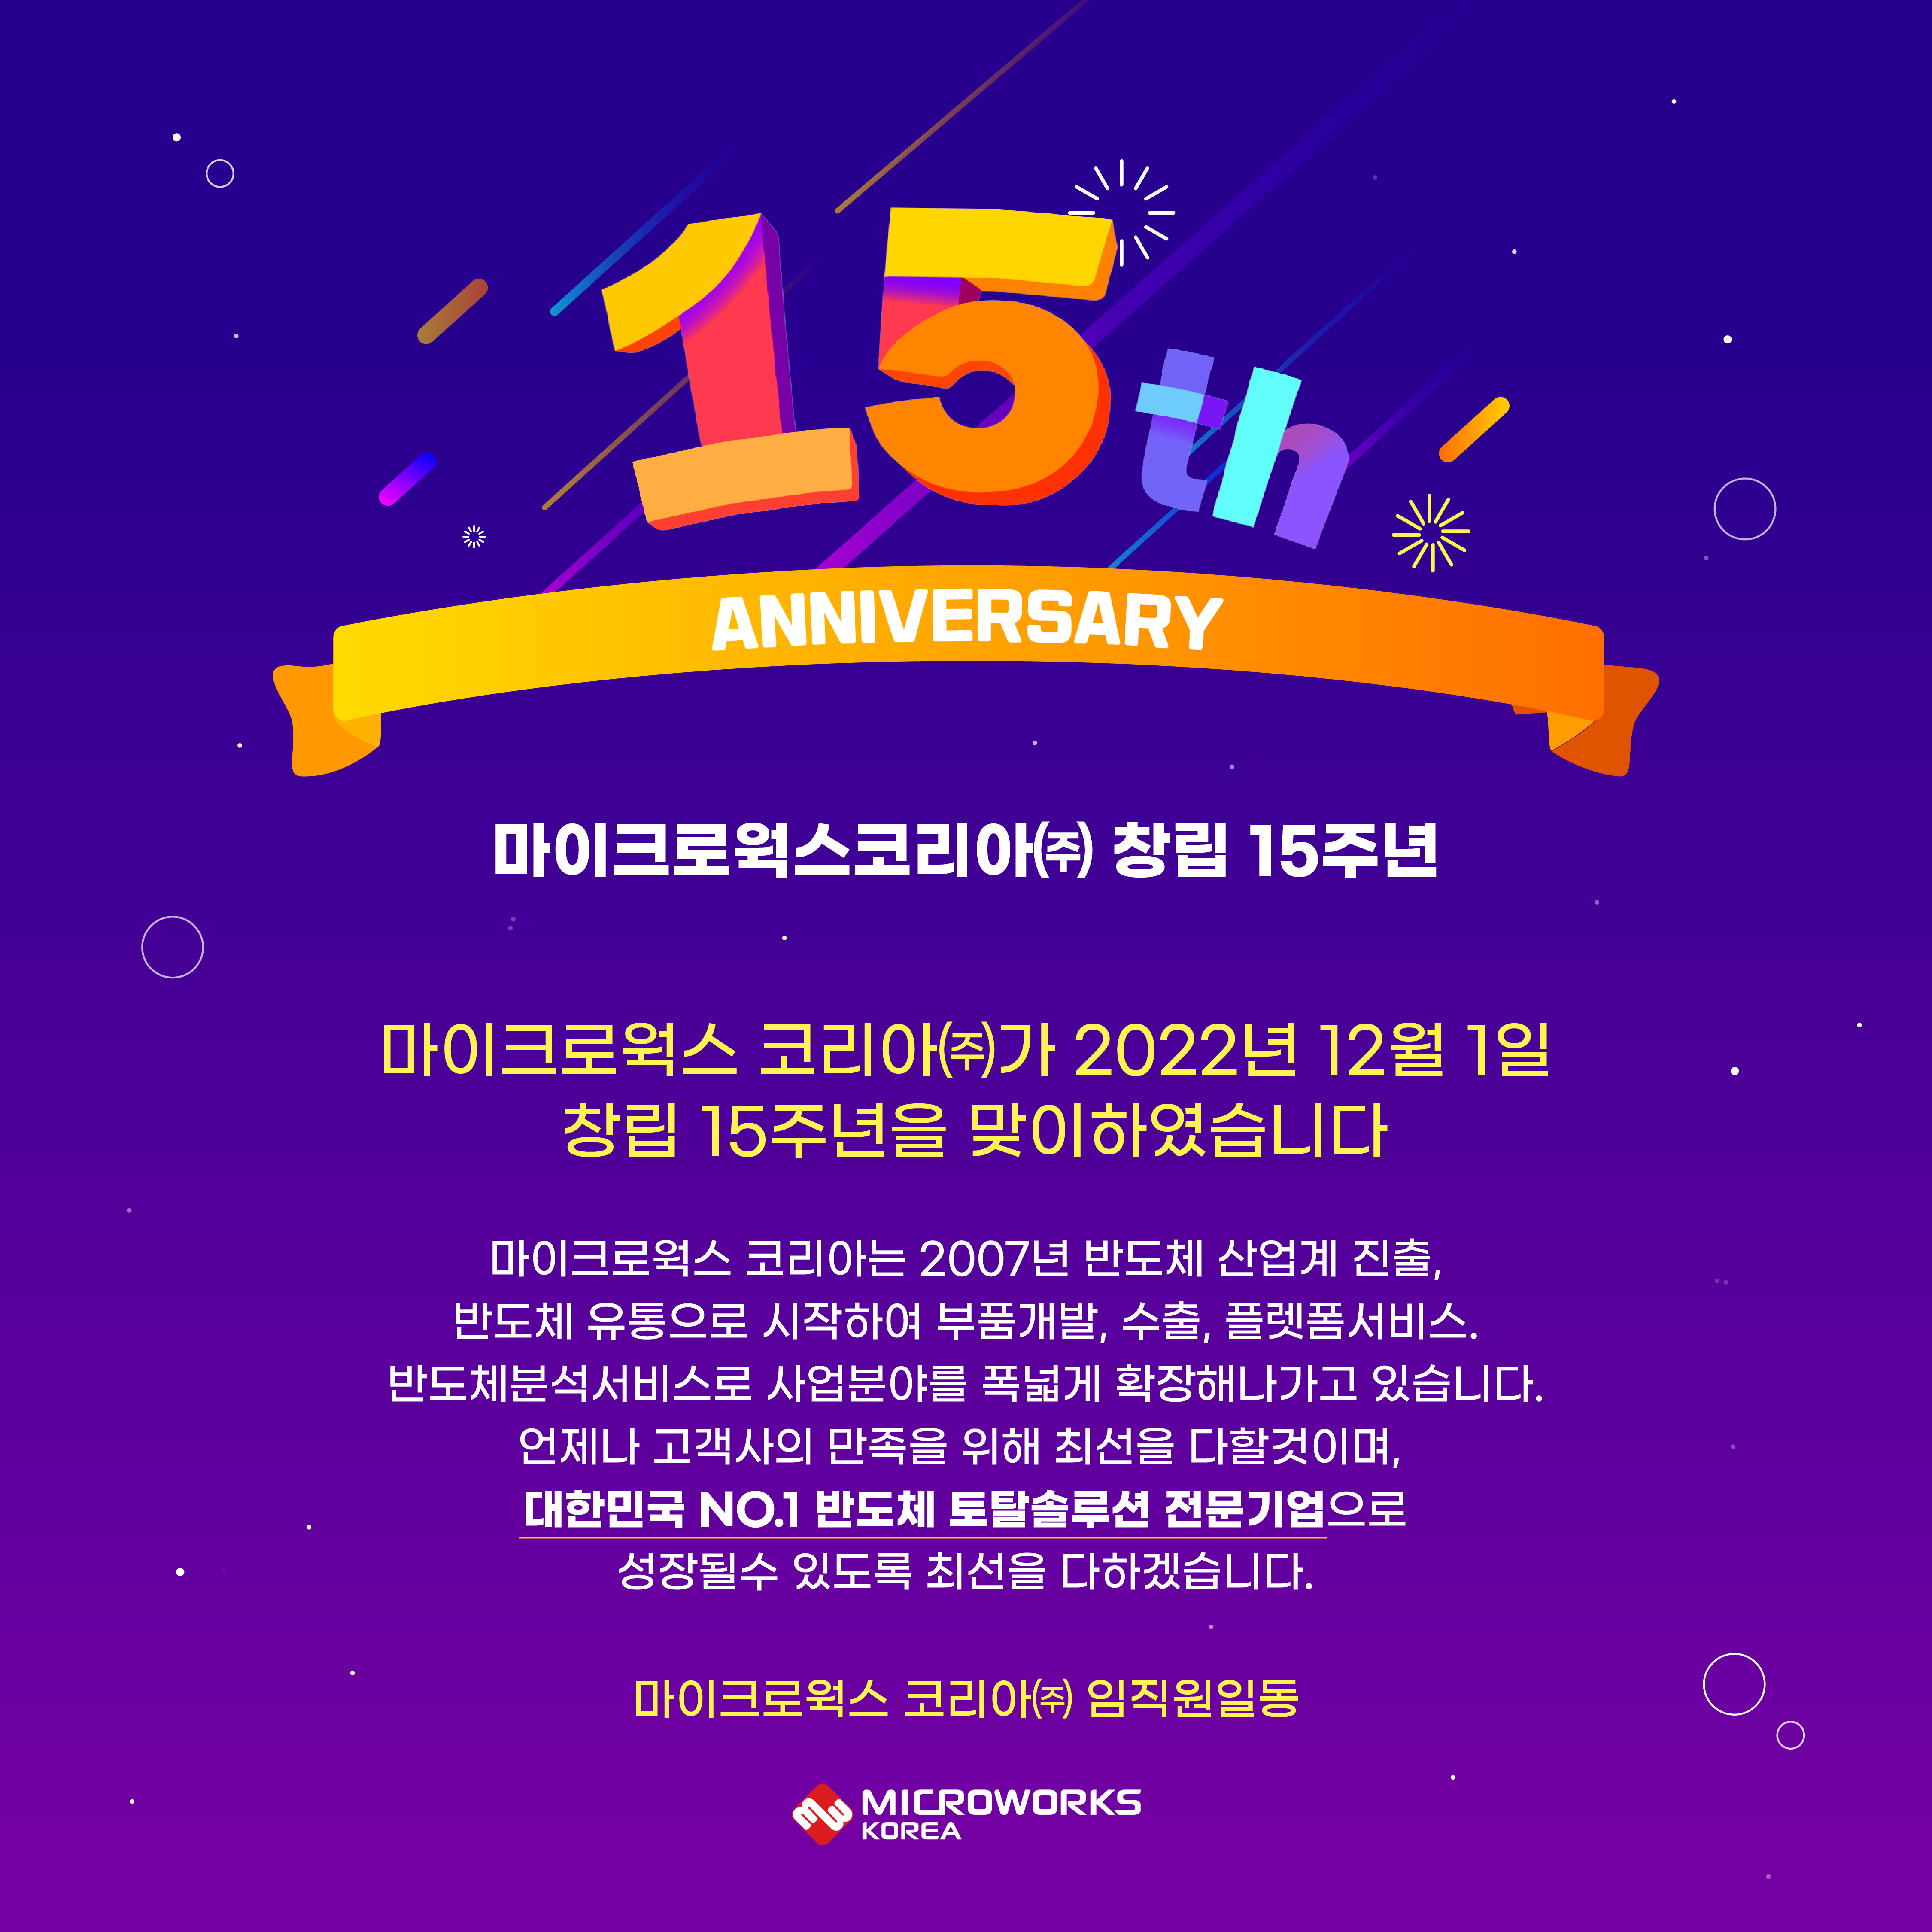 15th
ANNIVERSARY
마이크로웍스코리아㈜ 창립 15주년
마이크로웍스 코리아㈜가 2022년 12월 1일
창립 15주년을 맞이하였습니다
마이크로웍스 코리아는 2007년 반도체 산업계 진출,
반도체 유통으로 시작하여 부품개발, 수출, 플렛폼서비스.
반도체분석서비스로 사업분야를 폭넓게 확장해나가고 있습니다.
언제나 고객사의 만족을 위해 최선을 다할것이며,
대한민국 NO.1 반도체 토탈솔루션 전문기업으로
성장될수 있도록 최선을 다하겠습니다.
마이크로웍스 코리아㈜ 임직원일동
MICROWORKS
KOREA